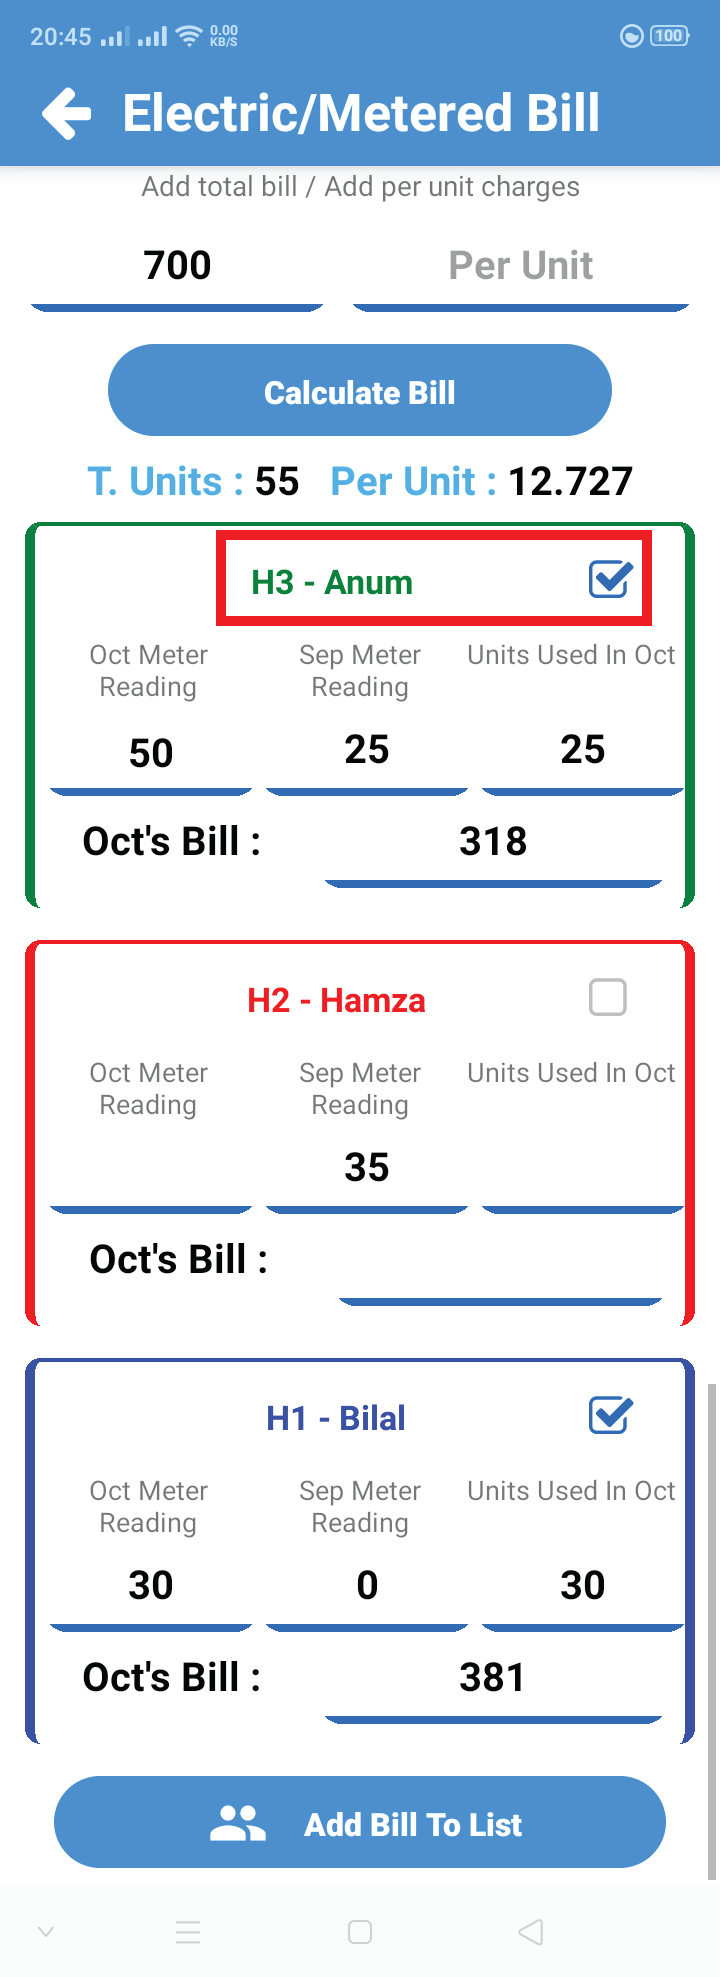 20:45 0.00 KB/S 100
Electric/Metered Bill
Add total bill / Add per unit charges
700 Per Unit
Calculate Bill
T. Units : 55 Per Unit : 12.727
H3 - Anum
Oct Meter Reading Sep Meter Reading Units Used In Oct
50 25 25
Oct's Bill : 318
H2 - Hamza
Oct Meter Reading Sep Meter Reading Units Used In Oct
35
Oct's Bill :
H1 - Bilal
Oct Meter Reading Sep Meter Reading Units Used In Oct
30 0 30
Oct's Bill : 381
Add Bill To List